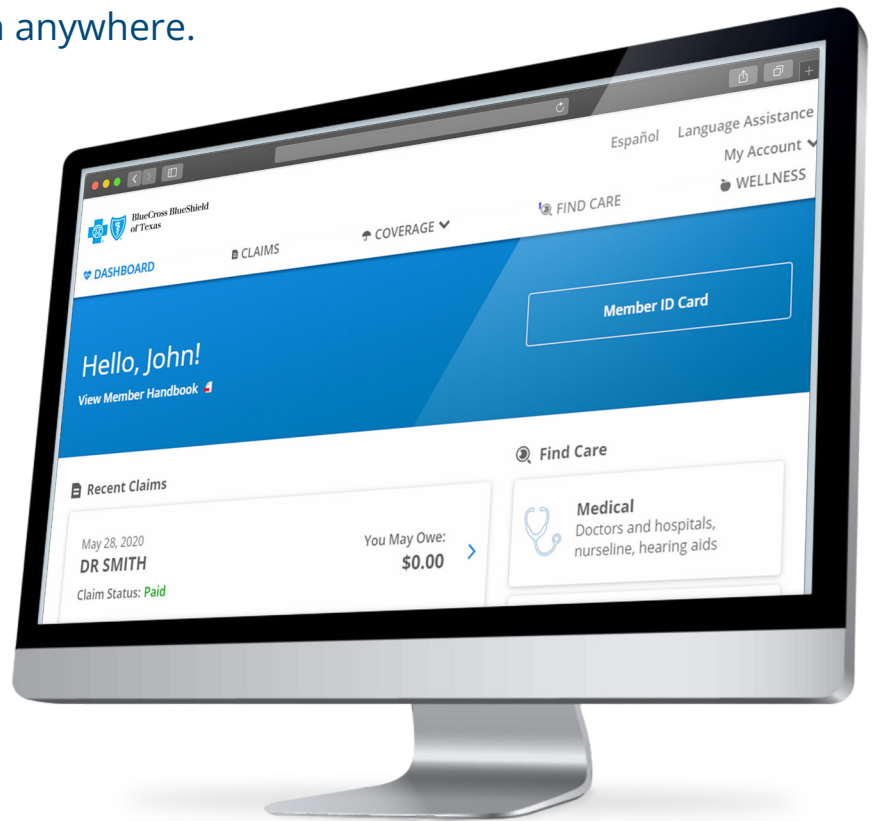 anywhere.
Español Language Assistance
My Account
BlueCross BlueShield
of Texas
DASHBOARD CLAIMS COVERAGE FIND CARE WELLNESS
Member ID Card
Hello, John!
View Member Handbook
Recent Claims
May 28, 2020
DR SMITH
Claim Status: Paid
You May Owe:
$0.00
Find Care
Medical
Doctors and hospitals,
nurseline, hearing aids